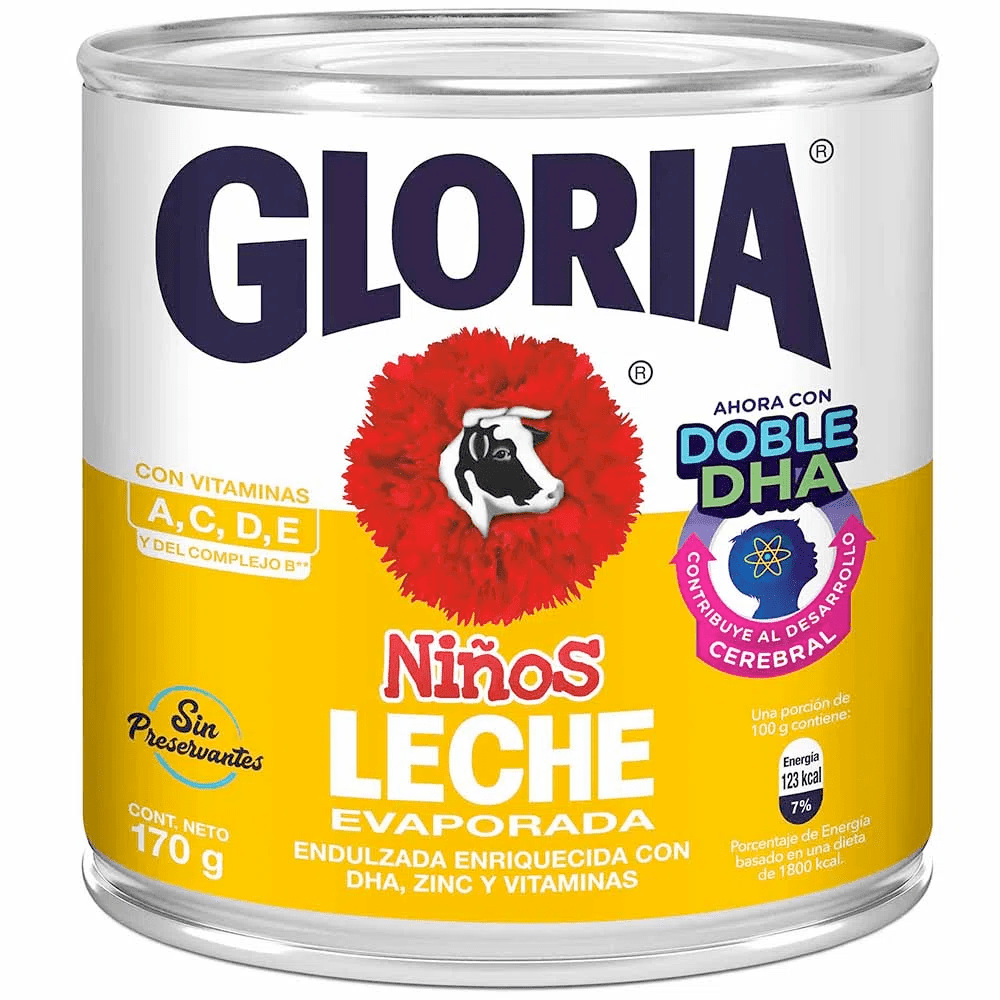 GLORIA ®
®
AHORA CON
DOBLE
DHA
CONTRIBUYE AL DESARROLLO
CEREBRAL
CON VITAMINAS
A, C, D, E
Y DEL COMPLEJO B**
Niños
LECHE
EVAPORADA
ENDULZADA ENRIQUECIDA CON
DHA, ZINC Y VITAMINAS
Sin
Preservantes
CONT. NETO
170 g
Una porción de
100 g contiene:
Energía
123 kcal
7%
Porcentaje de Energía
basado en una dieta
de 1800 kcal.